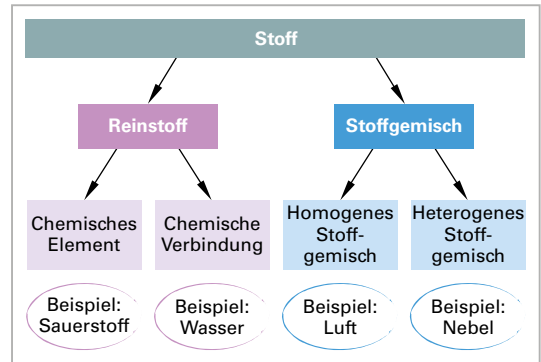 Stoff
Reinstoff
Stoffgemisch
Chemisches
Element
Chemische
Verbindung
Homogenes
Stoff-
gemisch
Heterogenes
Stoff-
gemisch
Beispiel:
Sauerstoff
Beispiel:
Wasser
Beispiel:
Luft
Beispiel:
Nebel